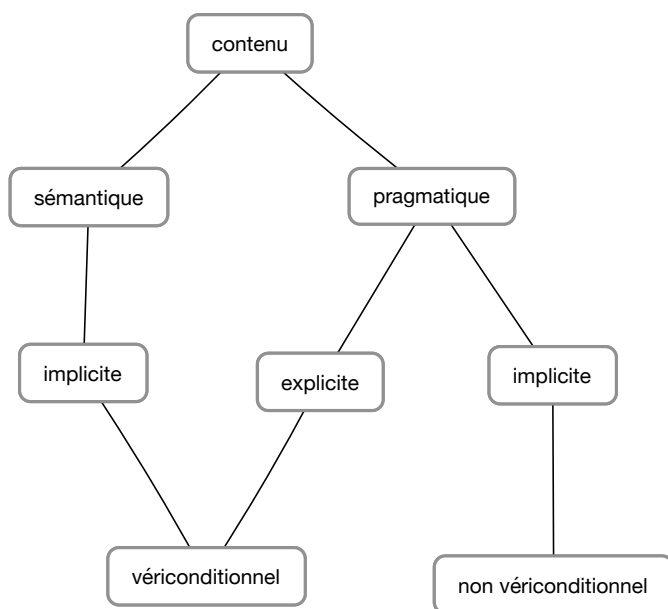 contenu
sémantique
pragmatique
implicite
explicite
implicite
vériconditionnel
non vériconditionnel